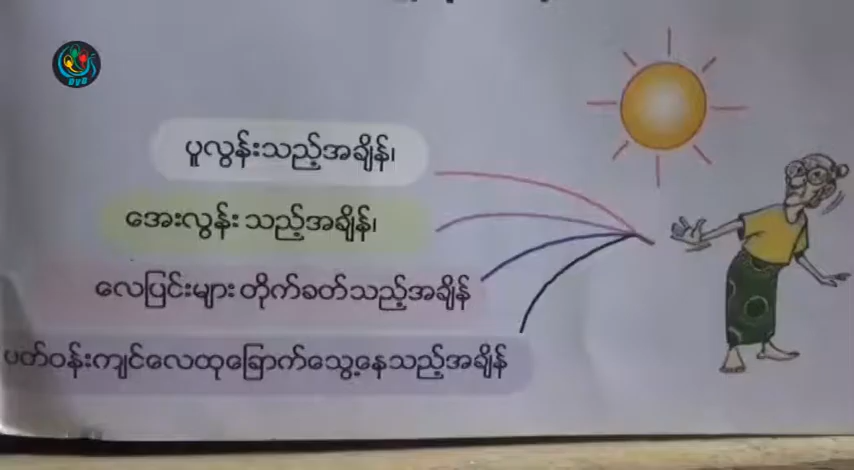 ပူလွန်းသည့်အချိန်၊
အေးလွန်း သည့်အချိန်၊
လေပြင်းများ တိုက်ခတ်သည့်အချိန်
ပတ်ဝန်းကျင်လေထုခြောက်သွေ့နေသည့်အချိန်